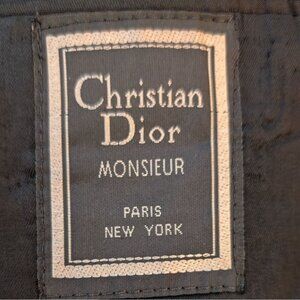 Christian
Dior
MONSIEUR
PARIS
NEW YORK